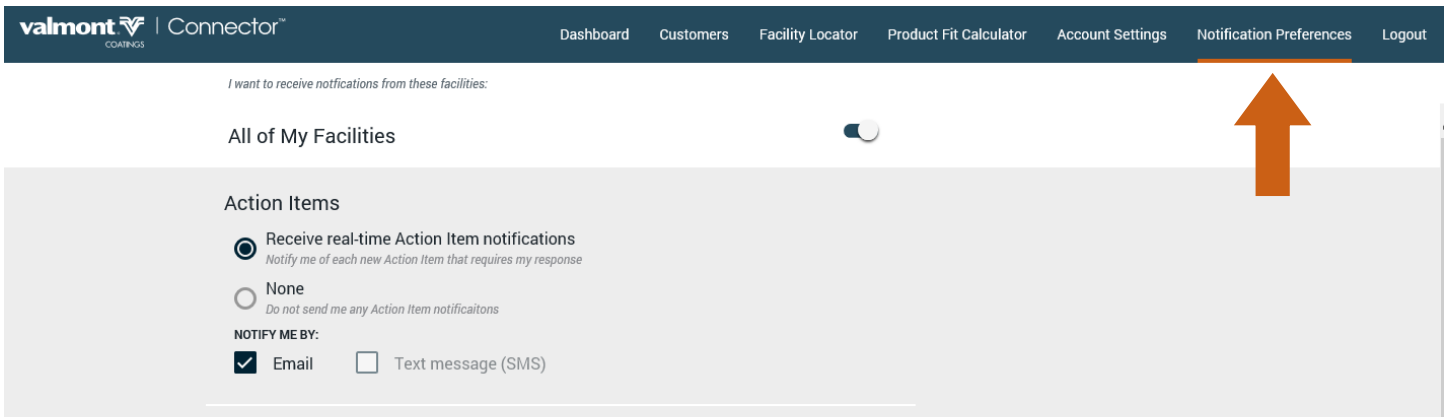 valmont | Connector™
COATINGS
Dashboard Customers Facility Locator Product Fit Calculator Account Settings Notification Preferences Logout
I want to receive notfications from these facilities:
All of My Facilities
Action Items
Receive real-time Action Item notifications
Notify me of each new Action Item that requires my response
None
Do not send me any Action Item notificaitons
NOTIFY ME BY:
Email Text message (SMS)